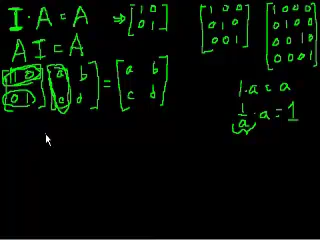 I · A = A ⇒ [1 0; 0 1] [1 0 0; 0 1 0; 0 0 1] [1 0 0 0; 0 1 0 0; 0 0 1 0; 0 0 0 1]
A I = A
[1 0; 0 1] [a b; c d] = [a b; c d]
1 · a = a
1/a · a = 1